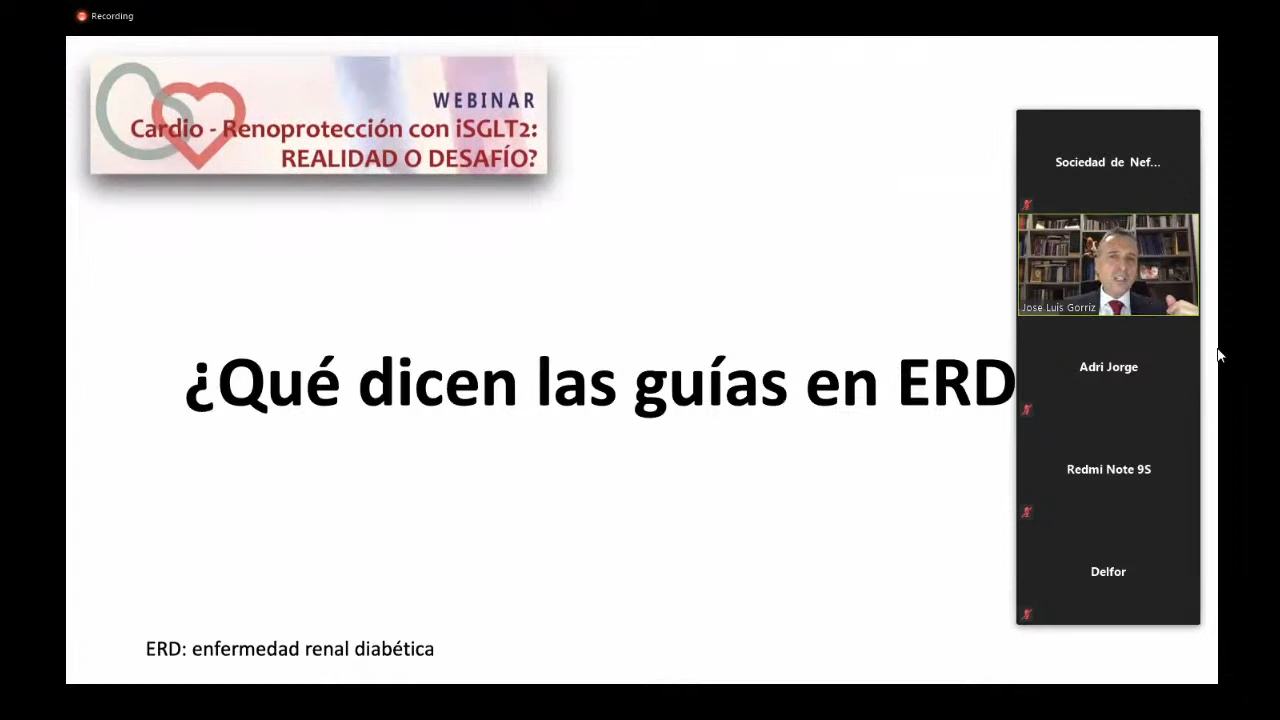 Recording
WEBINAR
Cardio - Renoprotección con iSGLT2:
REALIDAD O DESAFÍO?
Sociedad de Nef...
Jose Luis Gorriz
¿Qué dicen las guías en ERD
Adri Jorge
Redmi Note 9S
Delfor
ERD: enfermedad renal diabética